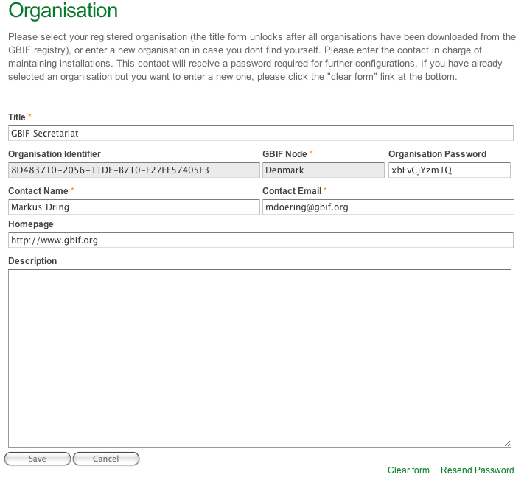 Organisation
Please select your registered organisation (the title form unlocks after all organisations have been downloaded from the
GBIF registry), or enter a new organisation in case you dont find yourself. Please enter the contact in charge of
maintaining installations. This contact will receive a password required for further configurations. If you have already
selected an organisation but you want to enter a new one, please click the "clear form" link at the bottom.
Title *
GBIF Secretariat
Organisation Identifier GBIF Node * Organisation Password
Denmark
Contact Name * Contact Email *
Markus Dring mdoering@gbif.org
Homepage
http://www.gbif.org
Description
Save Cancel
Clear form Resend Password